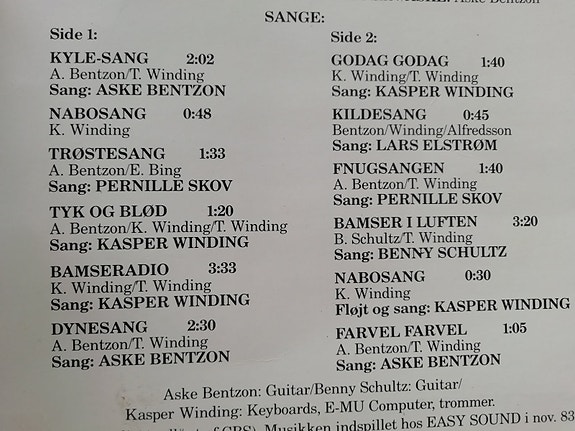 Aske Bentzon
SANGE:
Side 1:
KYLE-SANG 2:02
A. Bentzon/T. Winding
Sang: ASKE BENTZON
NABOSANG 0:48
K. Winding
TRØSTESANG 1:33
A. Bentzon/E. Bing
Sang: PERNILLE SKOV
TYK OG BLØD 1:20
A. Bentzon/K. Winding/T. Winding
Sang: KASPER WINDING
BAMSERADIO 3:33
K. Winding/T. Winding
Sang: KASPER WINDING
DYNESANG 2:30
A. Bentzon/T. Winding
Sang: ASKE BENTZON
Side 2:
GODAG GODAG 1:40
K. Winding/T. Winding
Sang: KASPER WINDING
KILDESANG 0:45
Bentzon/Winding/Alfredsson
Sang: LARS ELSTRØM
FNUGSANGEN 1:40
A. Bentzon/T. Winding
Sang: PERNILLE SKOV
BAMSER I LUFTEN 3:20
B. Schultz/T. Winding
Sang: BENNY SCHULTZ
NABOSANG 0:30
K. Winding
Fløjt og sang: KASPER WINDING
FARVEL FARVEL 1:05
A. Bentzon/T. Winding
Sang: ASKE BENTZON
Aske Bentzon: Guitar/Benny Schultz: Guitar/
Kasper Winding: Keyboards, E-MU Computer, trommer.
CBS). Musikken indspillet hos EASY SOUND i nov. 83